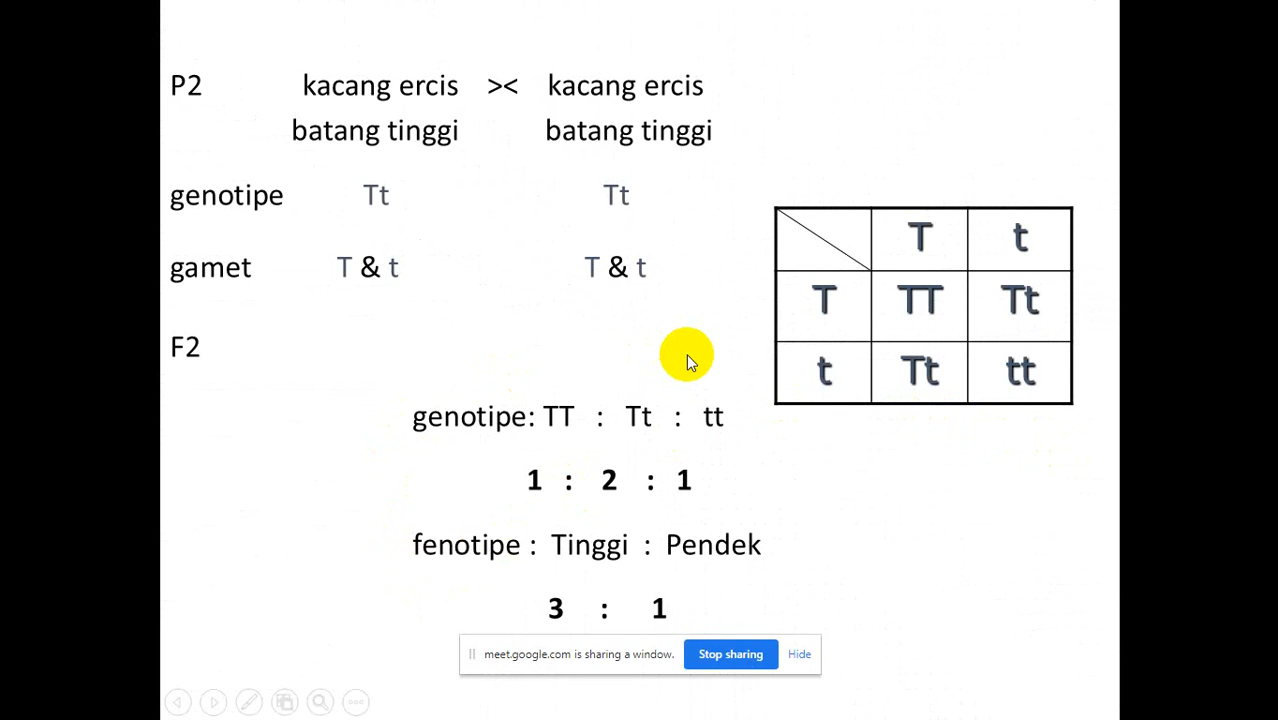 P2 kacang ercis >< kacang ercis
batang tinggi batang tinggi
genotipe Tt Tt
gamet T & t T & t
F2
T t
T TT Tt
t Tt tt
genotipe: TT : Tt : tt
1 : 2 : 1
fenotipe : Tinggi : Pendek
3 : 1
meet.google.com is sharing a window. Stop sharing Hide